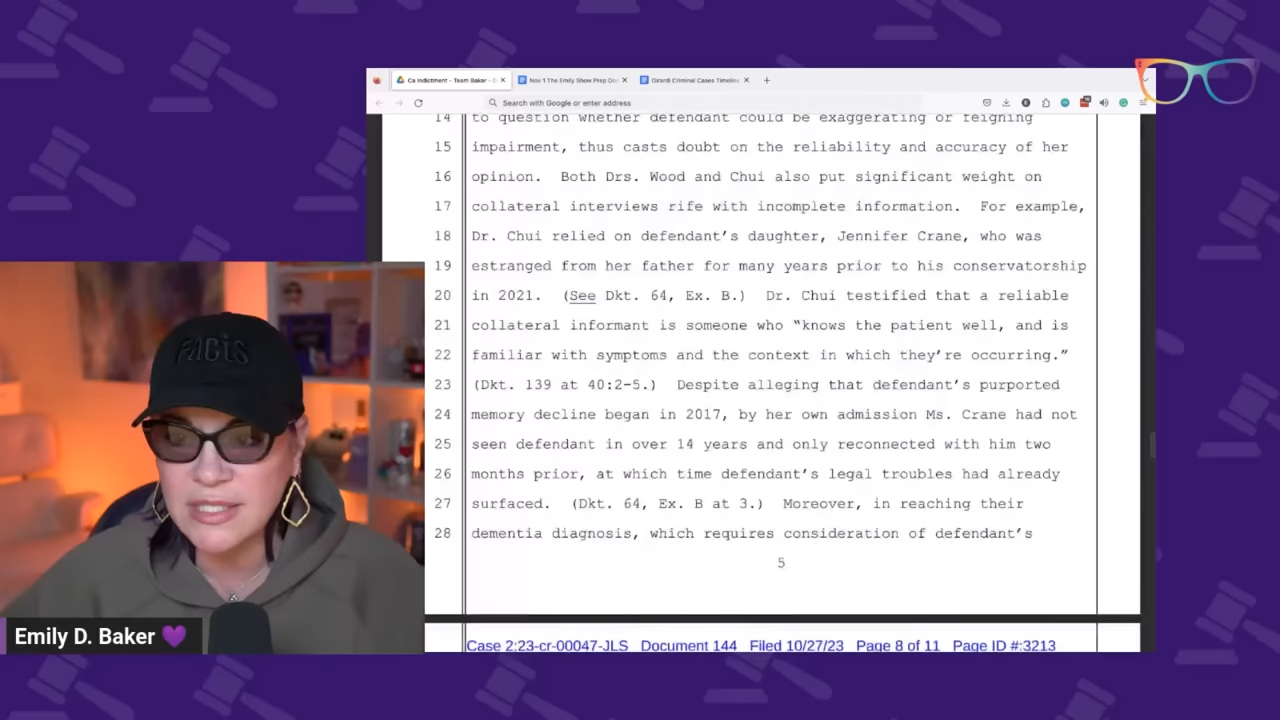 Ca Indictment - Team Baker -
Nov 1 The Emily Show Prep Do
Girardi Criminal Cases Timeline
Search with Google or enter address
14 to question whether defendant could be exaggerating or feigning
15 impairment, thus casts doubt on the reliability and accuracy of her
16 opinion. Both Drs. Wood and Chui also put significant weight on
17 collateral interviews rife with incomplete information. For example,
18 Dr. Chui relied on defendant's daughter, Jennifer Crane, who was
19 estranged from her father for many years prior to his conservatorship
20 in 2021. (See Dkt. 64, Ex. B.) Dr. Chui testified that a reliable
21 collateral informant is someone who "knows the patient well, and is
22 familiar with symptoms and the context in which they're occurring."
23 (Dkt. 139 at 40:2-5.) Despite alleging that defendant's purported
24 memory decline began in 2017, by her own admission Ms. Crane had not
25 seen defendant in over 14 years and only reconnected with him two
26 months prior, at which time defendant's legal troubles had already
27 surfaced. (Dkt. 64, Ex. B at 3.) Moreover, in reaching their
28 dementia diagnosis, which requires consideration of defendant's
5
Case 2:23-cr-00047-JLS Document 144 Filed 10/27/23 Page 8 of 11 Page ID #:3213
FACTS
Emily D. Baker 💜